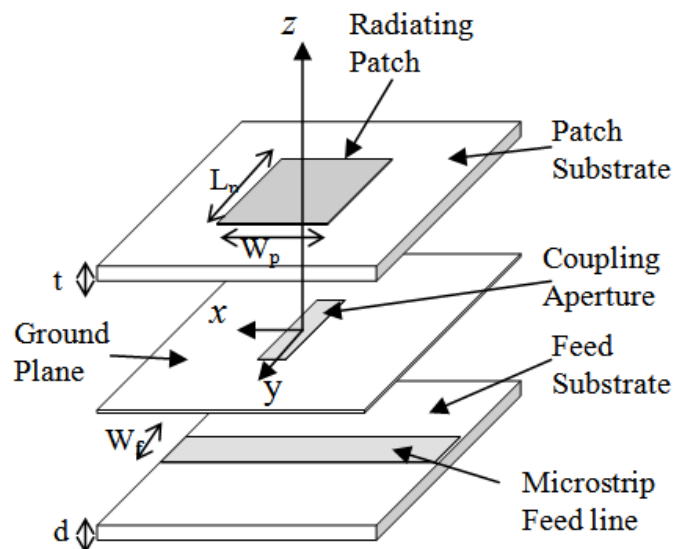 z
Radiating
Patch
Patch
Substrate
Lp
Wp
t
Coupling
Aperture
x
Ground
Plane
y
Feed
Substrate
Wf
Microstrip
Feed line
d